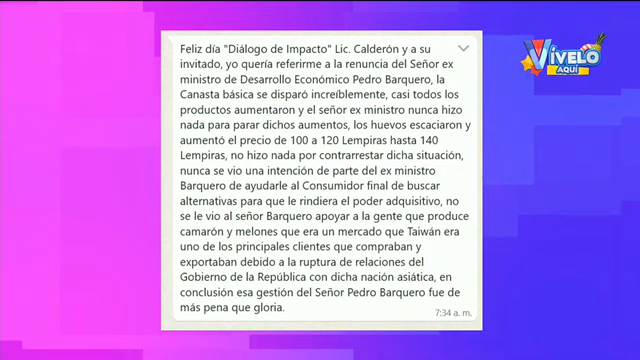 Feliz día "Diálogo de Impacto" Lic. Calderón y a su
invitado, yo quería referirme a la renuncia del Señor ex
ministro de Desarrollo Económico Pedro Barquero, la
Canasta básica se disparó increíblemente, casi todos los
productos aumentaron y el señor ex ministro nunca hizo
nada para parar dichos aumentos, los huevos escaciaron y
aumentó el precio de 100 a 120 Lempiras hasta 140
Lempiras, no hizo nada por contrarrestar dicha situación,
nunca se vio una intención de parte del ex ministro
Barquero de ayudarle al Consumidor final de buscar
alternativas para que le rindiera el poder adquisitivo, no
se le vio al señor Barquero apoyar a la gente que produce
camarón y melones que era un mercado que Taiwán era
uno de los principales clientes que compraban y
exportaban debido a la ruptura de relaciones del
Gobierno de la República con dicha nación asiática, en
conclusión esa gestión del Señor Pedro Barquero fue de
más pena que gloria.
7:34 a. m.
VÍVELO
AQUÍ